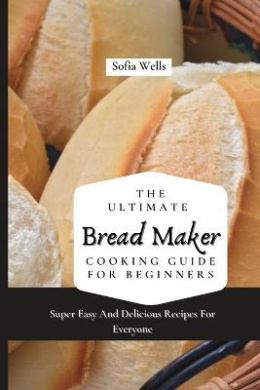 Sofia Wells
THE
ULTIMATE
Bread Maker
COOKING GUIDE
FOR BEGINNERS
Super Easy And Delicious Recipes For
Everyone